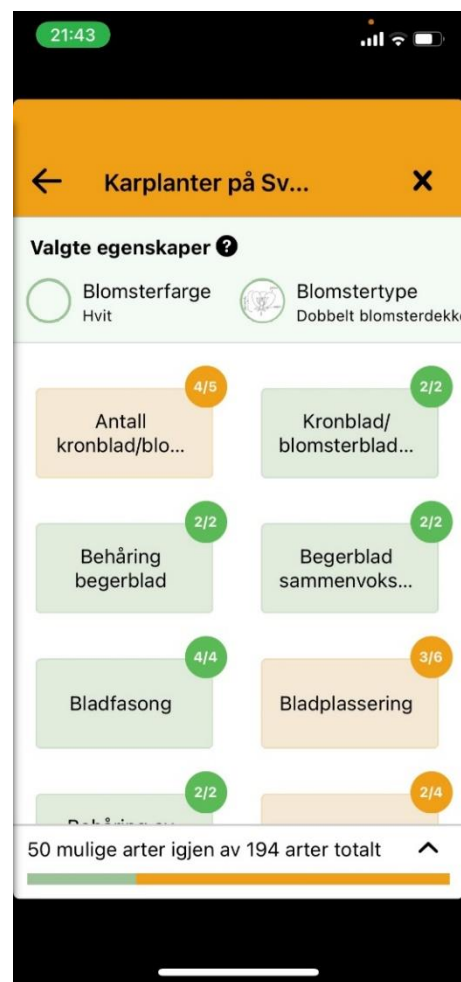 21:43
Karplanter på Sv...
Valgte egenskaper ?
Blomsterfarge
Hvit
Blomstertype
Dobbelt blomsterdekke
4/5
Antall
kronblad/blo...
2/2
Kronblad/
blomsterblad...
2/2
Behåring
begerblad
2/2
Begerblad
sammenvoks...
4/4
Bladfasong
3/6
Bladplassering
2/2
2/4
50 mulige arter igjen av 194 arter totalt